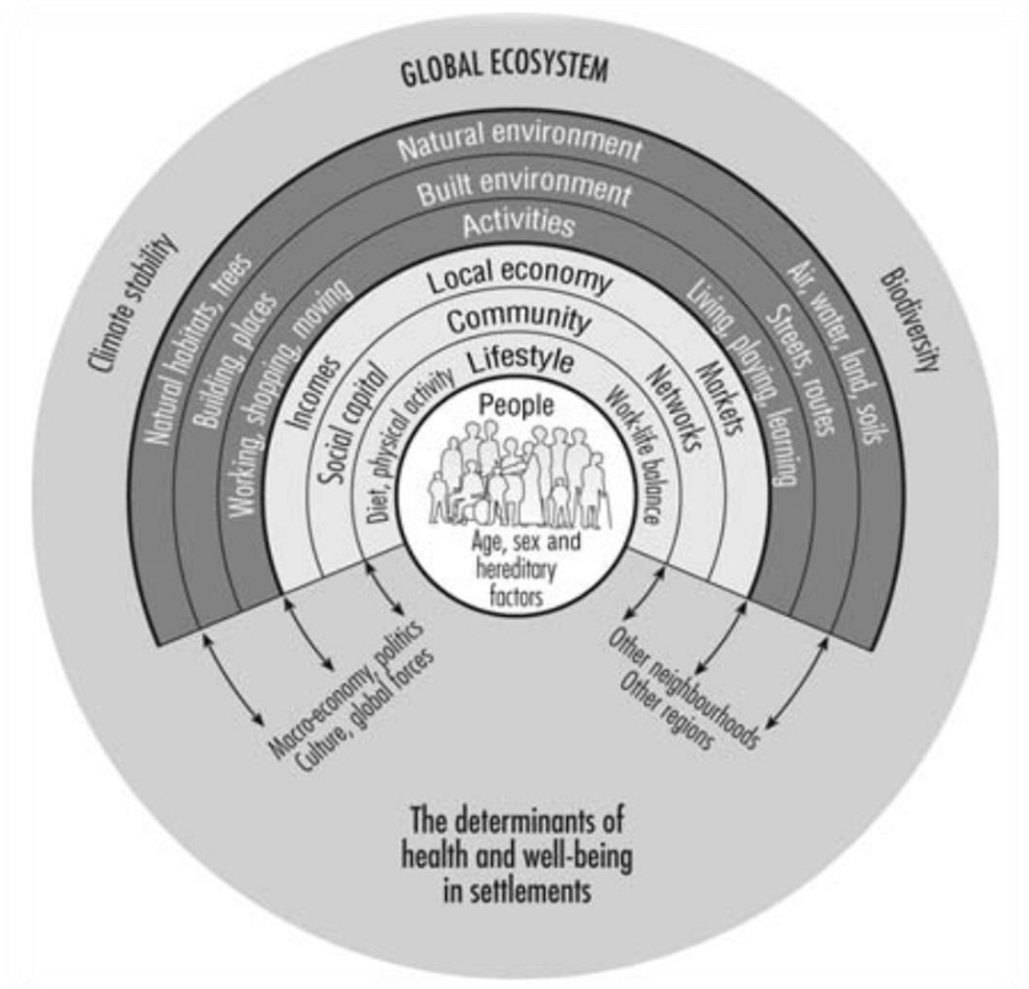 GLOBAL ECOSYSTEM
Natural environment
Built environment
Activities
Local economy
Community
Lifestyle
People
Climate stability
Natural habitats, trees
Building, places
Working, shopping, moving
Incomes
Social capital
Diet, physical activity
Work-life balance
Networks
Markets
Living, playing, learning
Streets, routes
Air, water, land, soils
Biodiversity
Age, sex and
hereditary
factors
Macro-economy, politics
Culture, global forces
Other neighbourhoods
Other regions
The determinants of
health and well-being
in settlements